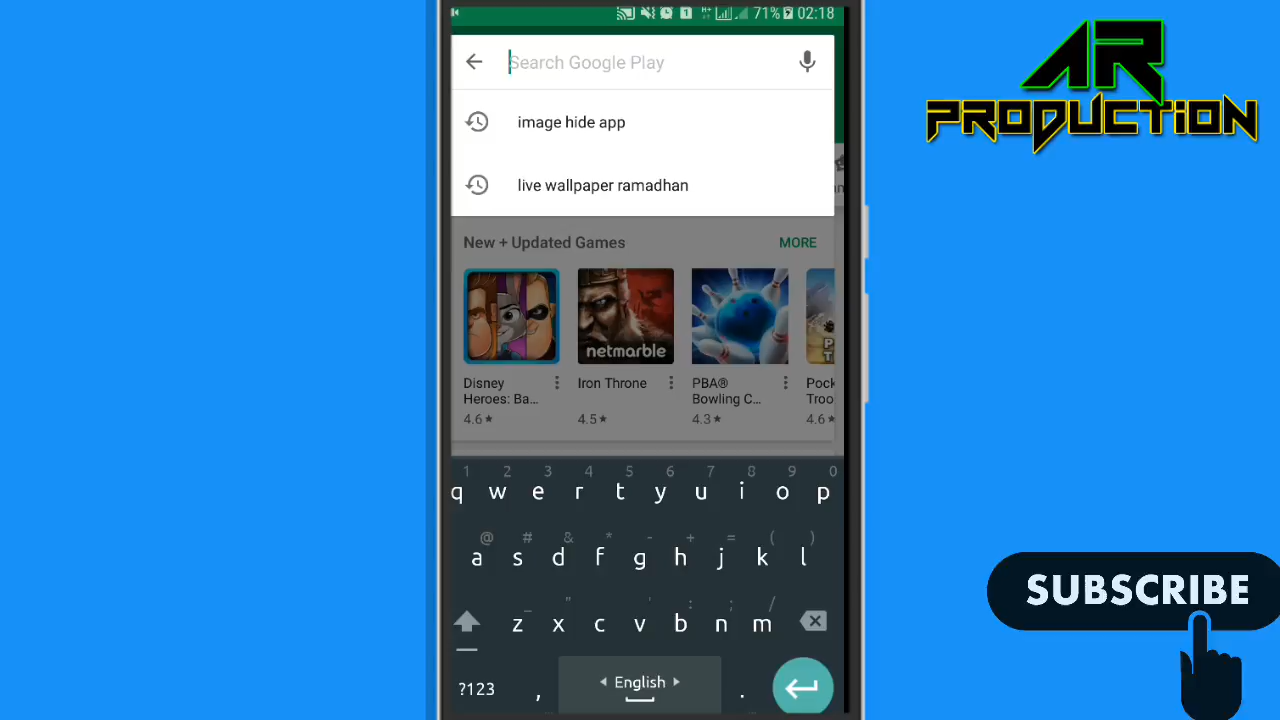 H+ 1 71% 02:18
Search Google Play
image hide app
live wallpaper ramadhan
New + Updated Games MORE
netmarble
Disney Heroes: Ba...
4.6★
Iron Throne
4.5★
PBA® Bowling C...
4.3★
Pock
Troo
4.6★
1 2 3 4 5 6 7 8 9 0
q w e r t y u i o p
@ # & * - + = ( )
a s d f g h j k l
_ " ' : ; /
z x c v b n m
?123 , ◂ English ▸ .
AR
PRODUCTION
SUBSCRIBE